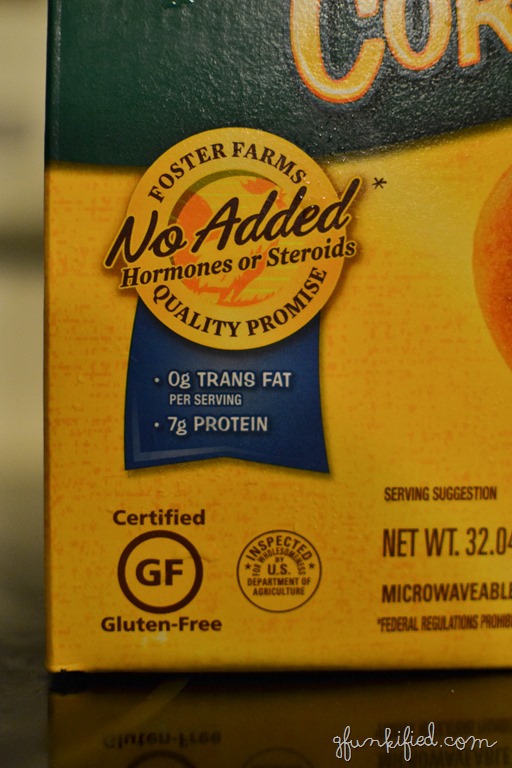 COR
FOSTER FARMS
No Added*
Hormones or Steroids
QUALITY PROMISE
• 0g TRANS FAT
PER SERVING
• 7g PROTEIN
SERVING SUGGESTION
Certified
GF
Gluten-Free
INSPECTED
FOR WHOLESOMENESS
BY
U.S.
DEPARTMENT OF
AGRICULTURE
NET WT. 32.04
MICROWAVEABLE
*FEDERAL REGULATIONS PROHIB
gfunkified.com